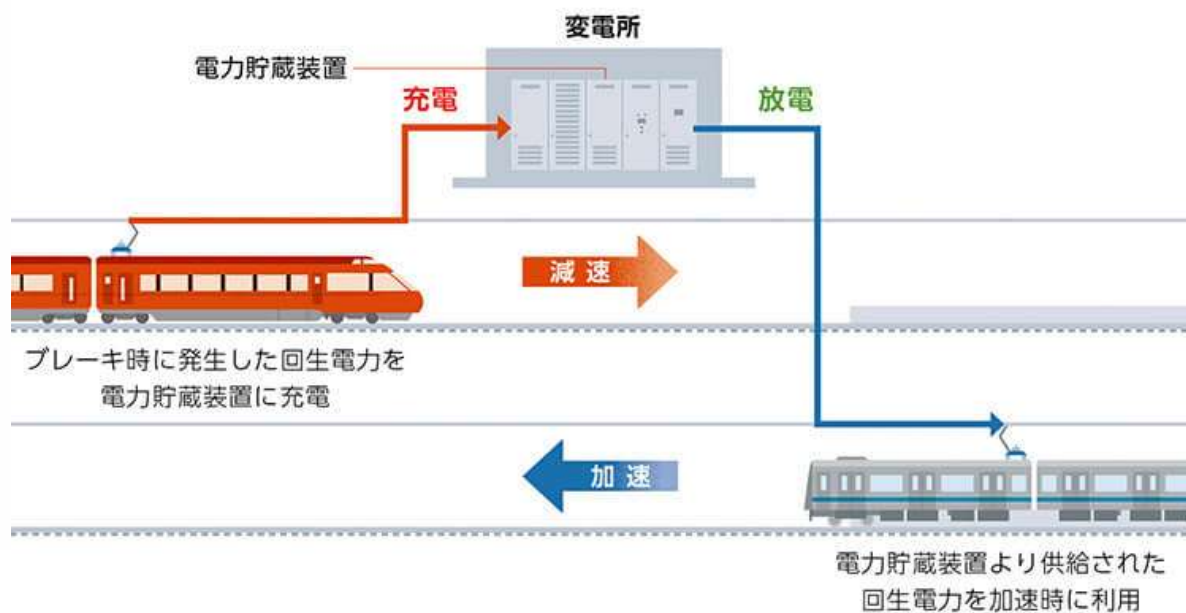 変電所
電力貯蔵装置
充電
放電
減速
ブレーキ時に発生した回生電力を
電力貯蔵装置に充電
加速
電力貯蔵装置より供給された
回生電力を加速時に利用